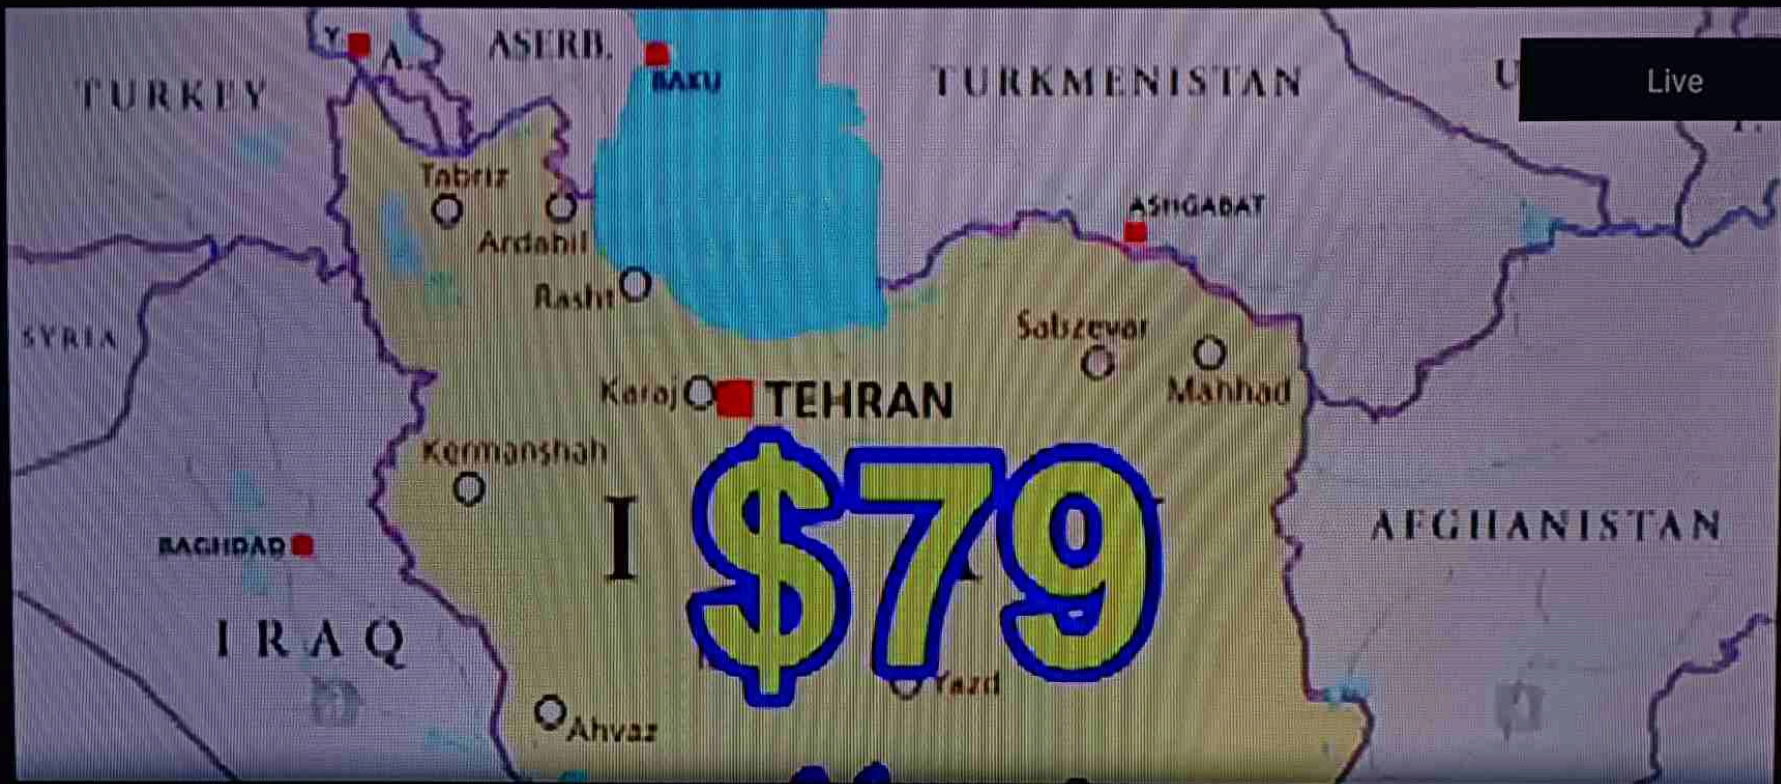 Y.
A.
ASERB.
BAKU
TURKEY
TURKMENISTAN
U
Live
T.
Tabriz
Ardabil
ASHGABAT
Rasht
SYRIA
Sabzevar
Karaj
TEHRAN
Mahhad
Kermanshah
I
$79
AFGHANISTAN
BAGHDAD
IRAQ
Yazd
Ahvaz